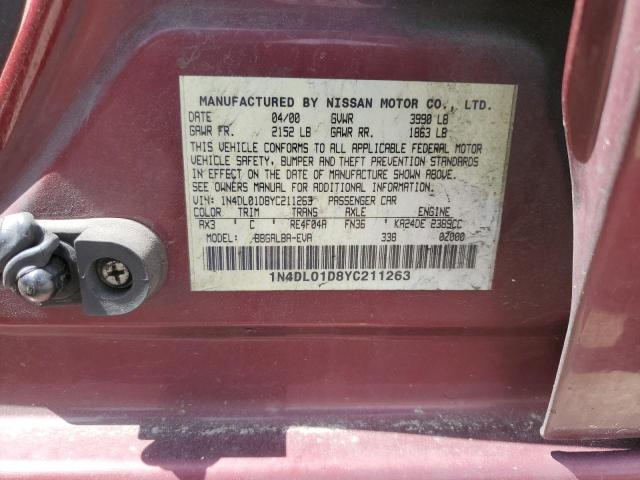 MANUFACTURED BY NISSAN MOTOR CO., LTD.
DATE 04/00 GVWR 3990 LB
GAWR FR. 2152 LB GAWR RR. 1863 LB
THIS VEHICLE CONFORMS TO ALL APPLICABLE FEDERAL MOTOR
VEHICLE SAFETY, BUMPER AND THEFT PREVENTION STANDARDS
IN EFFECT ON THE DATE OF MANUFACTURE SHOWN ABOVE.
SEE OWNERS MANUAL FOR ADDITIONAL INFORMATION.
VIN: 1N4DL01D8YC211263 PASSENGER CAR
COLOR TRIM TRANS AXLE ENGINE
AX3 C RE4F04A FN36 KA24DE 2389CC
MODEL: BBGALBA-EVA 338 0Z000
1N4DL01D8YC211263